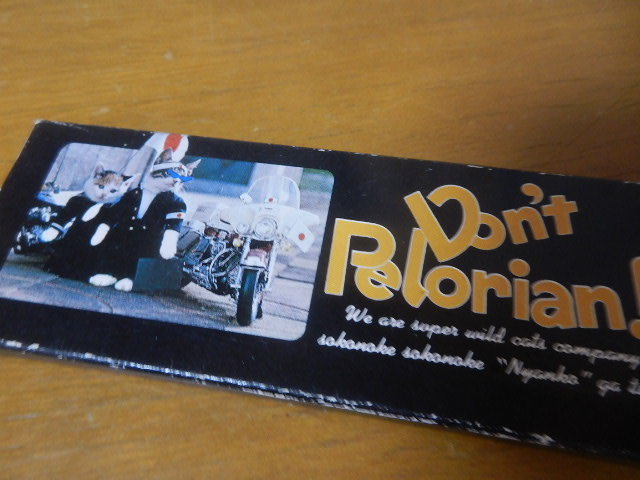 Don't
Pelorian!
We are super wild cats company
sokonoke sokonoke "Nyanko" ga